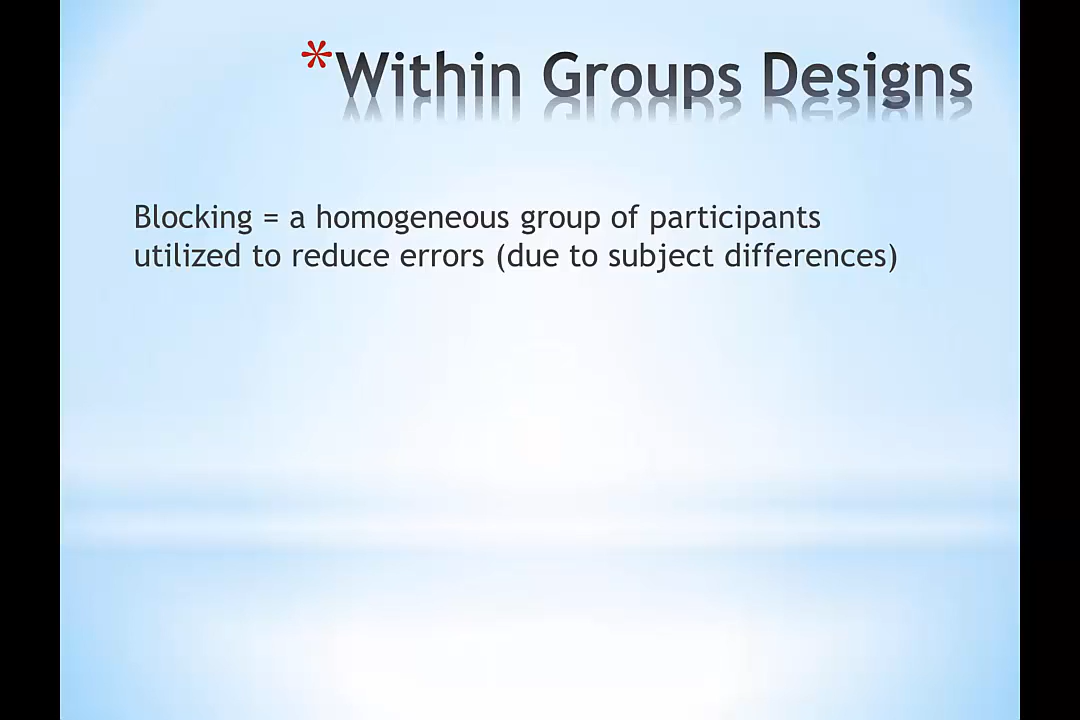 *Within Groups Designs
Blocking = a homogeneous group of participants
utilized to reduce errors (due to subject differences)